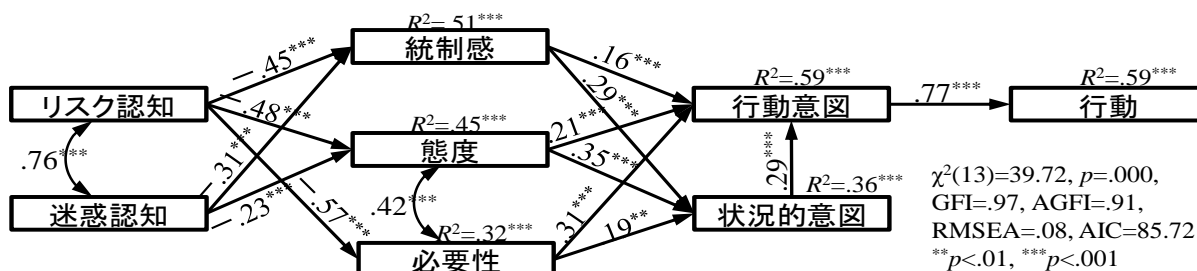 R²=.51***
統制感
リスク認知
.76***
迷惑認知
−.45***
−.48***
−.31***
−.23***
−.57***
R²=.45***
態度
.42***
R²=.32***
必要性
.16***
.29***
.21***
.35***
.31***
.19**
R²=.59***
行動意図
.29***
R²=.36***
状況的意図
.77***
R²=.59***
行動
χ²(13)=39.72, p=.000,
GFI=.97, AGFI=.91,
RMSEA=.08, AIC=85.72
**p<.01, ***p<.001